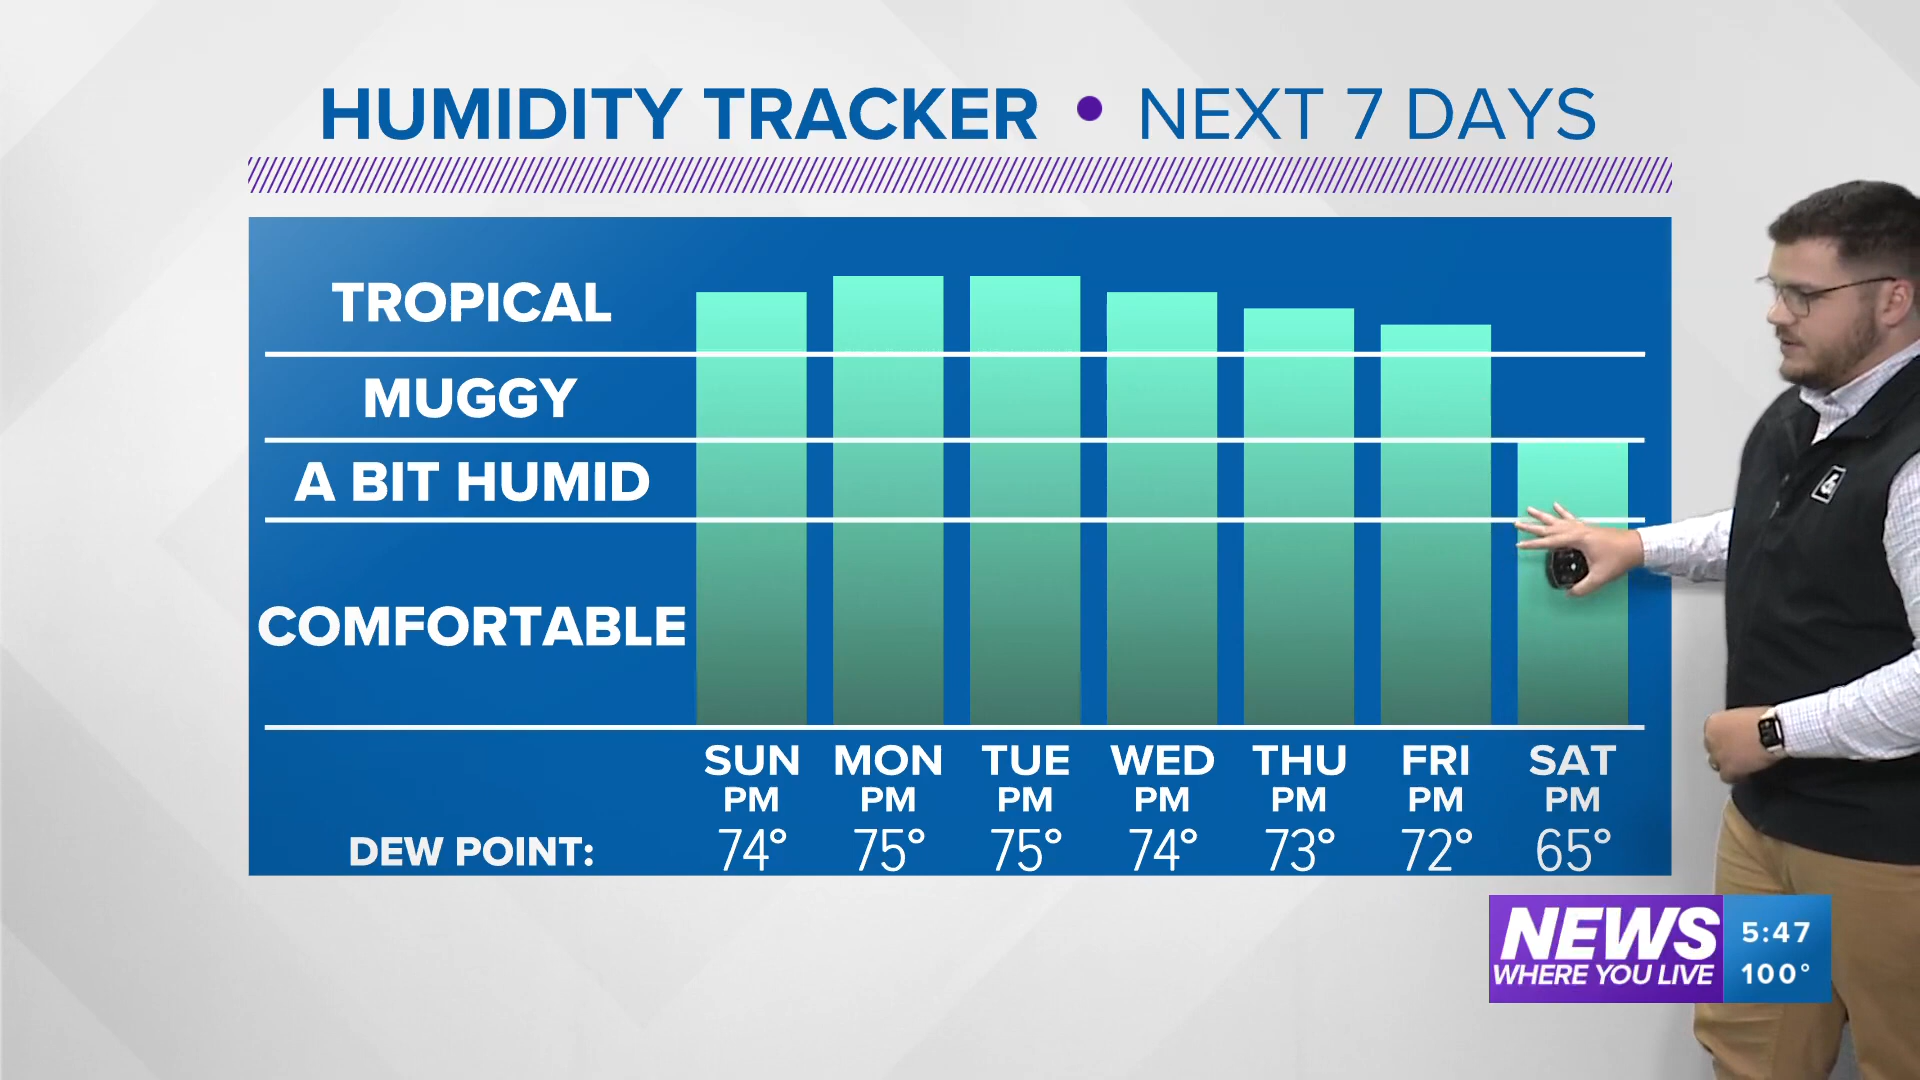 HUMIDITY TRACKER • NEXT 7 DAYS
TROPICAL
MUGGY
A BIT HUMID
COMFORTABLE
SUN MON TUE WED THU FRI SAT
PM PM PM PM PM PM PM
DEW POINT: 74° 75° 75° 74° 73° 72° 65°
NEWS 5:47
WHERE YOU LIVE 100°